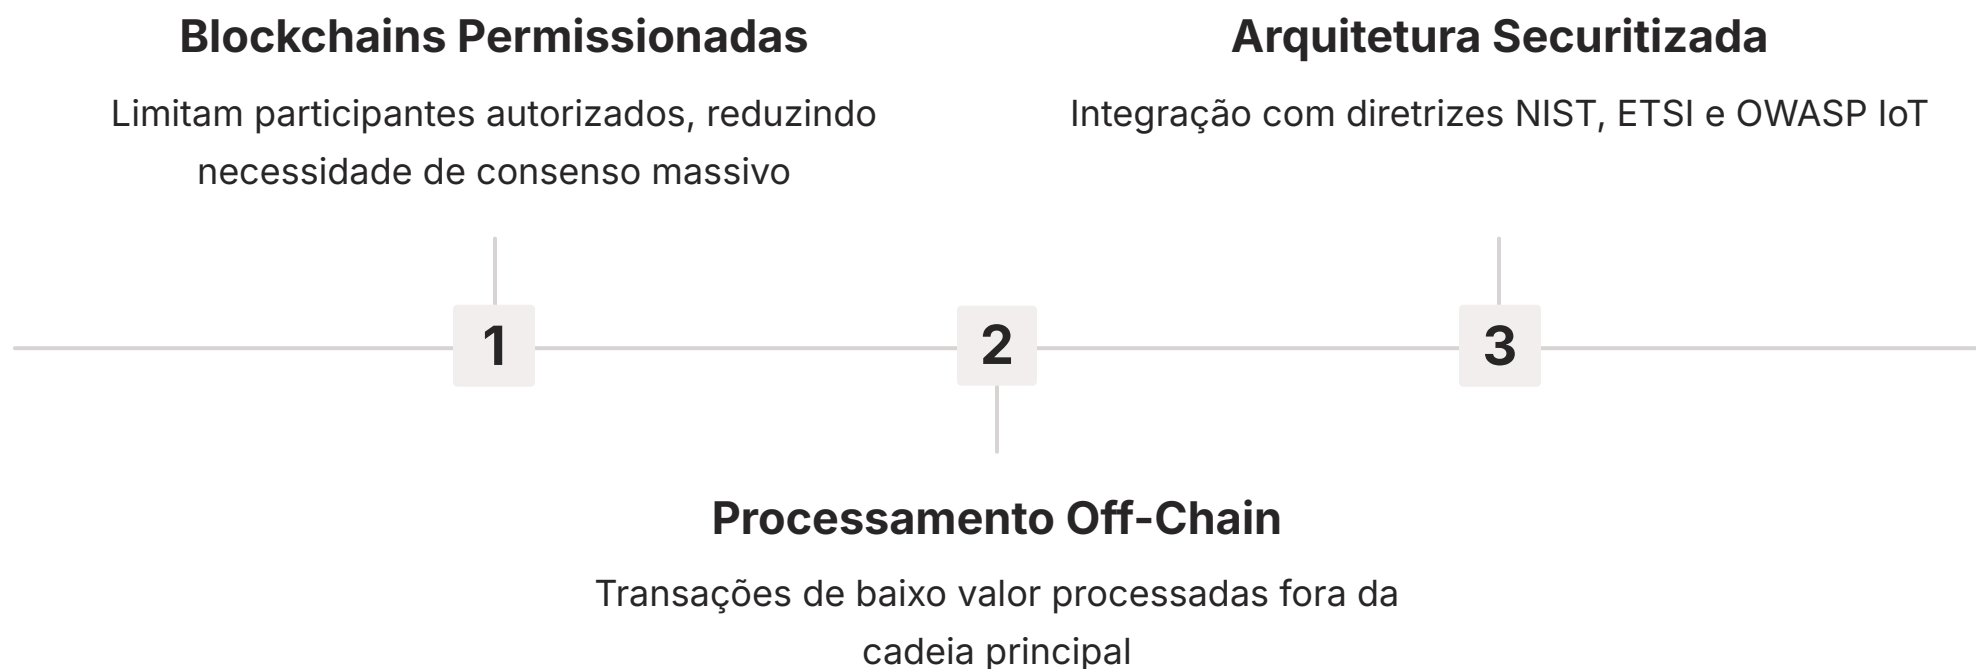 Blockchains Permissionadas
Limitam participantes autorizados, reduzindo
necessidade de consenso massivo
Arquitetura Securitizada
Integração com diretrizes NIST, ETSI e OWASP IoT
1
2
3
Processamento Off-Chain
Transações de baixo valor processadas fora da
cadeia principal